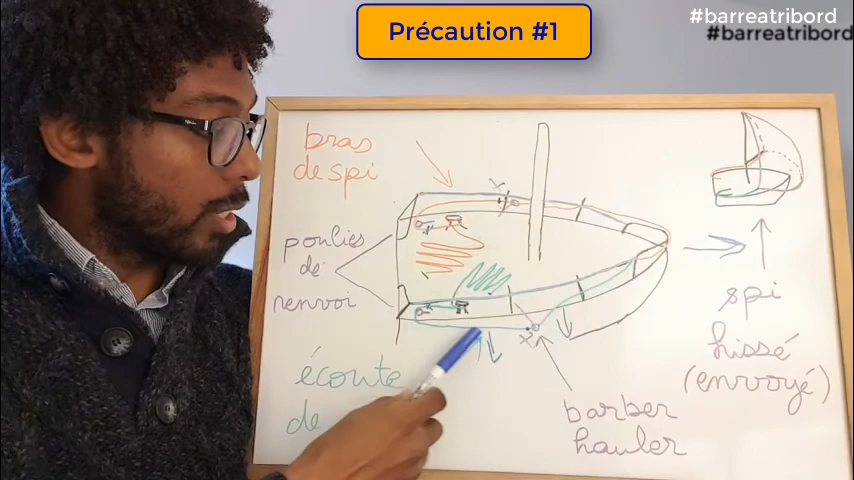 Précaution #1
#barreatribord
#barreatribord
bras
de spi
poulies
de
renvoi
écoute
de
barber
hauler
spi
hissé
(envoyé)